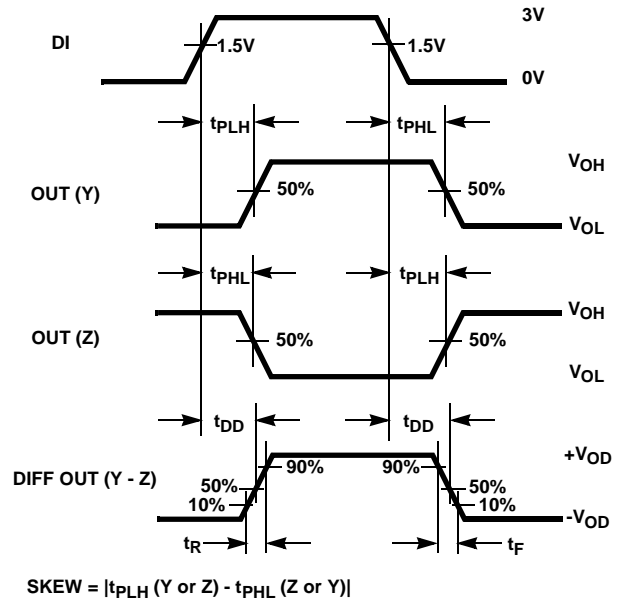 3V
DI
1.5V
1.5V
0V
tPLH
tPHL
VOH
OUT (Y)
50%
50%
VOL
tPHL
tPLH
VOH
OUT (Z)
50%
50%
VOL
tDD
tDD
+VOD
90%
90%
DIFF OUT (Y - Z)
50%
50%
10%
10%
-VOD
tR
tF
SKEW = |tPLH (Y or Z) - tPHL (Z or Y)|